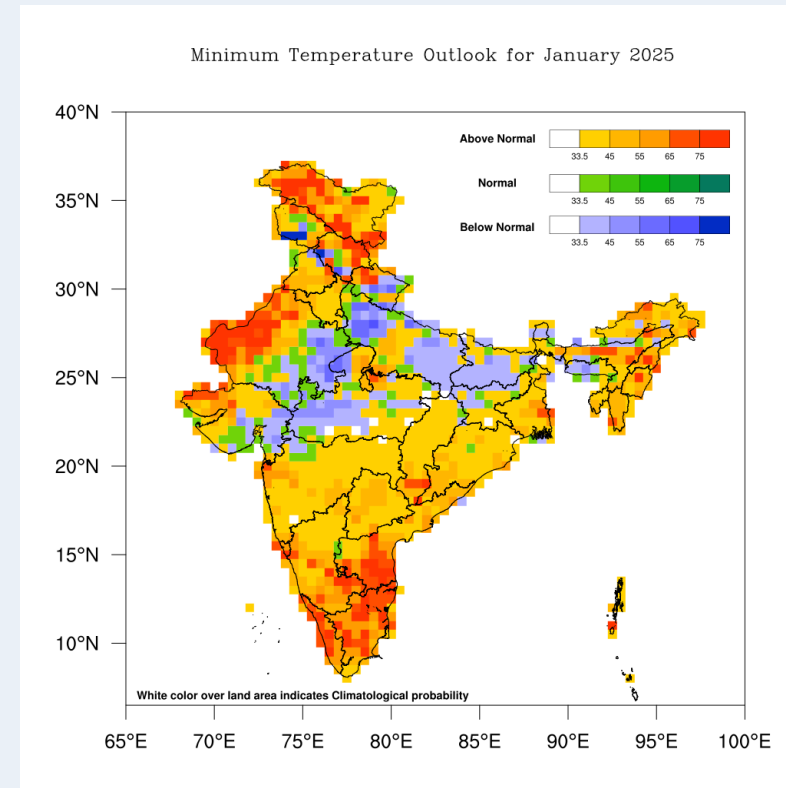 Minimum Temperature Outlook for January 2025
40°N
35°N
30°N
25°N
20°N
15°N
10°N
Above Normal
33.5 45 55 65 75
Normal
33.5 45 55 65 75
Below Normal
33.5 45 55 65 75
White color over land area indicates Climatological probability
65°E 70°E 75°E 80°E 85°E 90°E 95°E 100°E